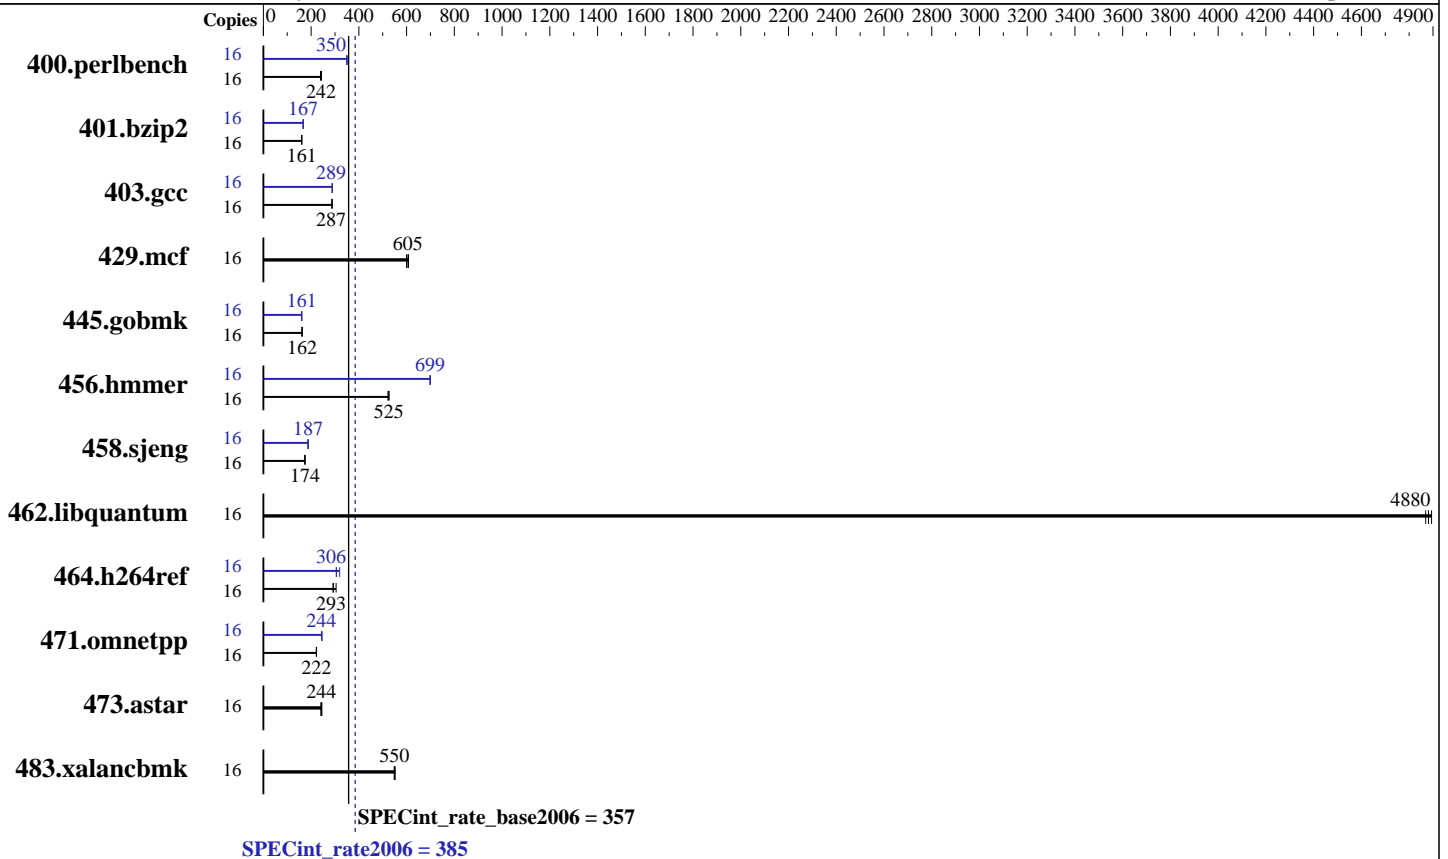 Copies 0 200 400 600 800 1000 1200 1400 1600 1800 2000 2200 2400 2600 2800 3000 3200 3400 3600 3800 4000 4200 4400 4600 4900
400.perlbench 16 350
16 242
401.bzip2 16 167
16 161
403.gcc 16 289
16 287
429.mcf 16 605
445.gobmk 16 161
16 162
456.hmmer 16 699
16 525
458.sjeng 16 187
16 174
462.libquantum 16 4880
464.h264ref 16 306
16 293
471.omnetpp 16 244
16 222
473.astar 16 244
483.xalancbmk 16 550
SPECint_rate_base2006 = 357
SPECint_rate2006 = 385